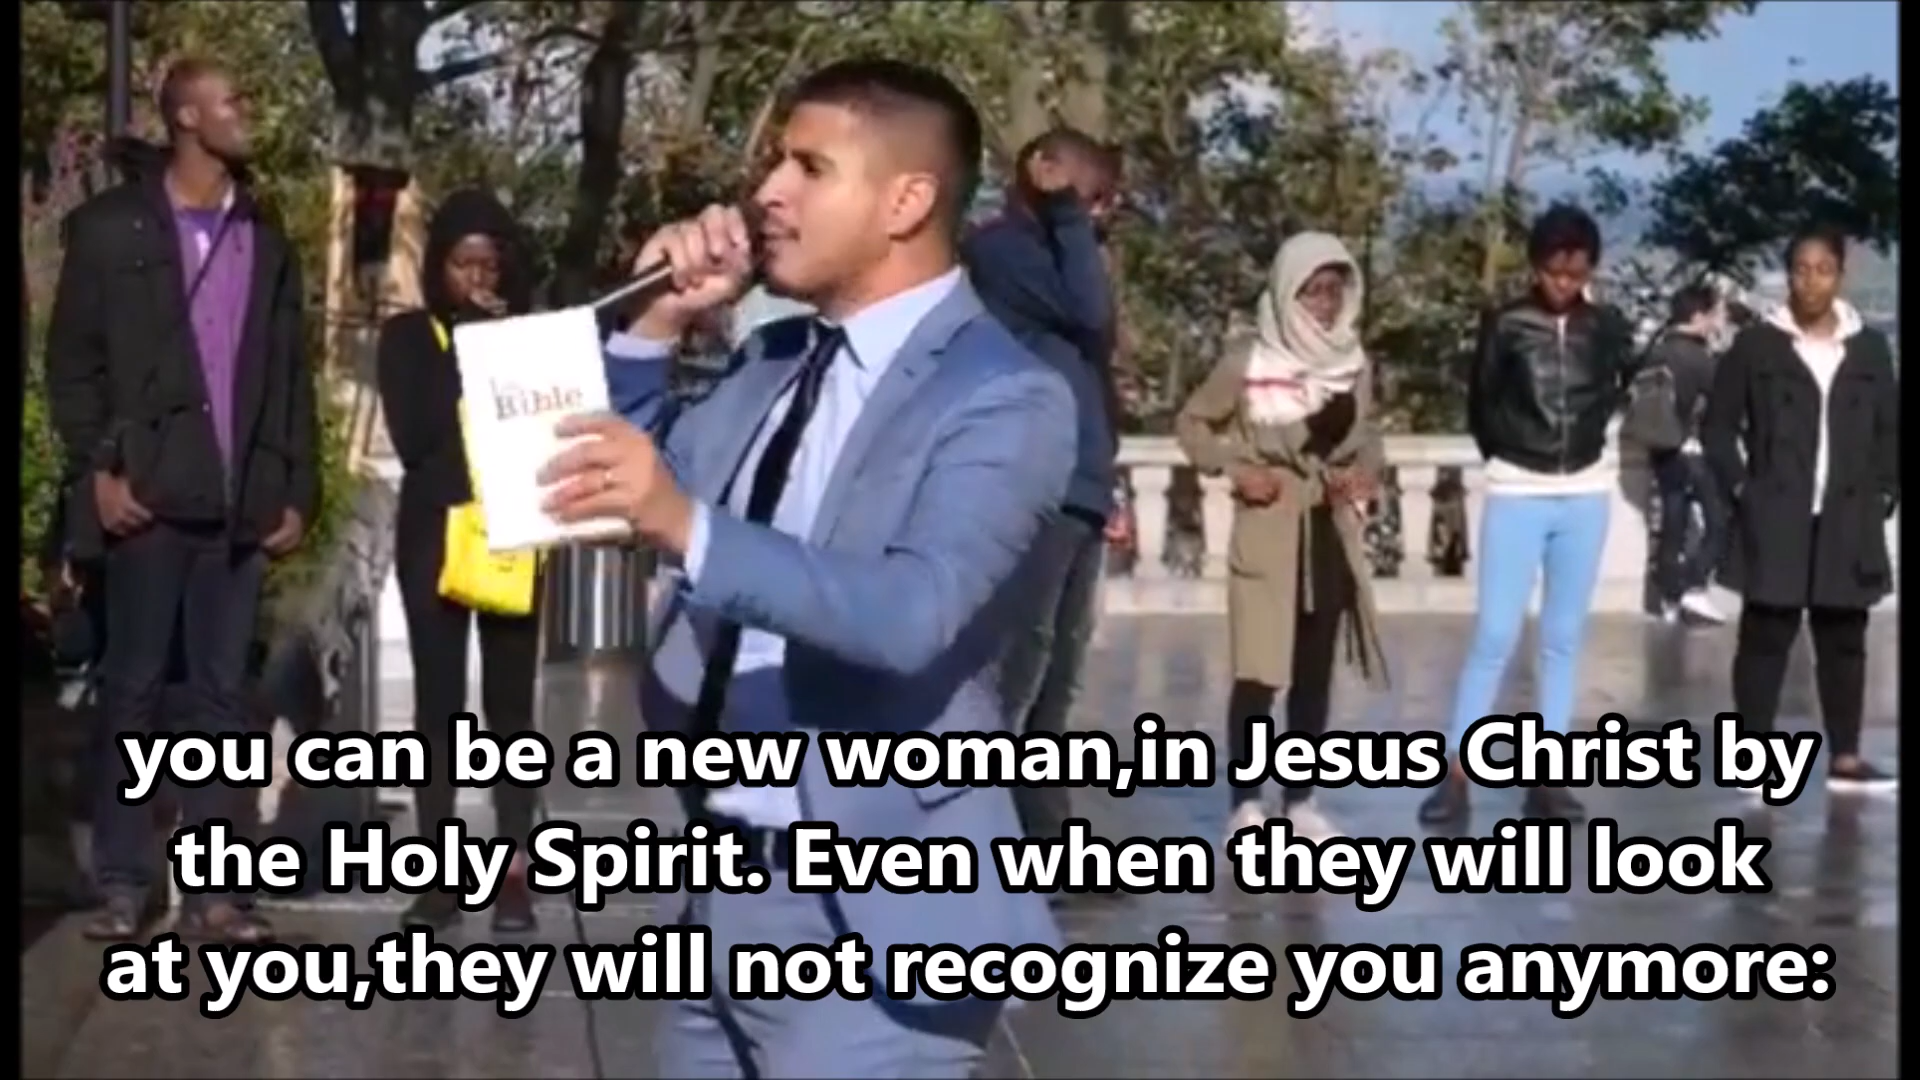 La
Bible
you can be a new woman,in Jesus Christ by
the Holy Spirit. Even when they will look
at you,they will not recognize you anymore: